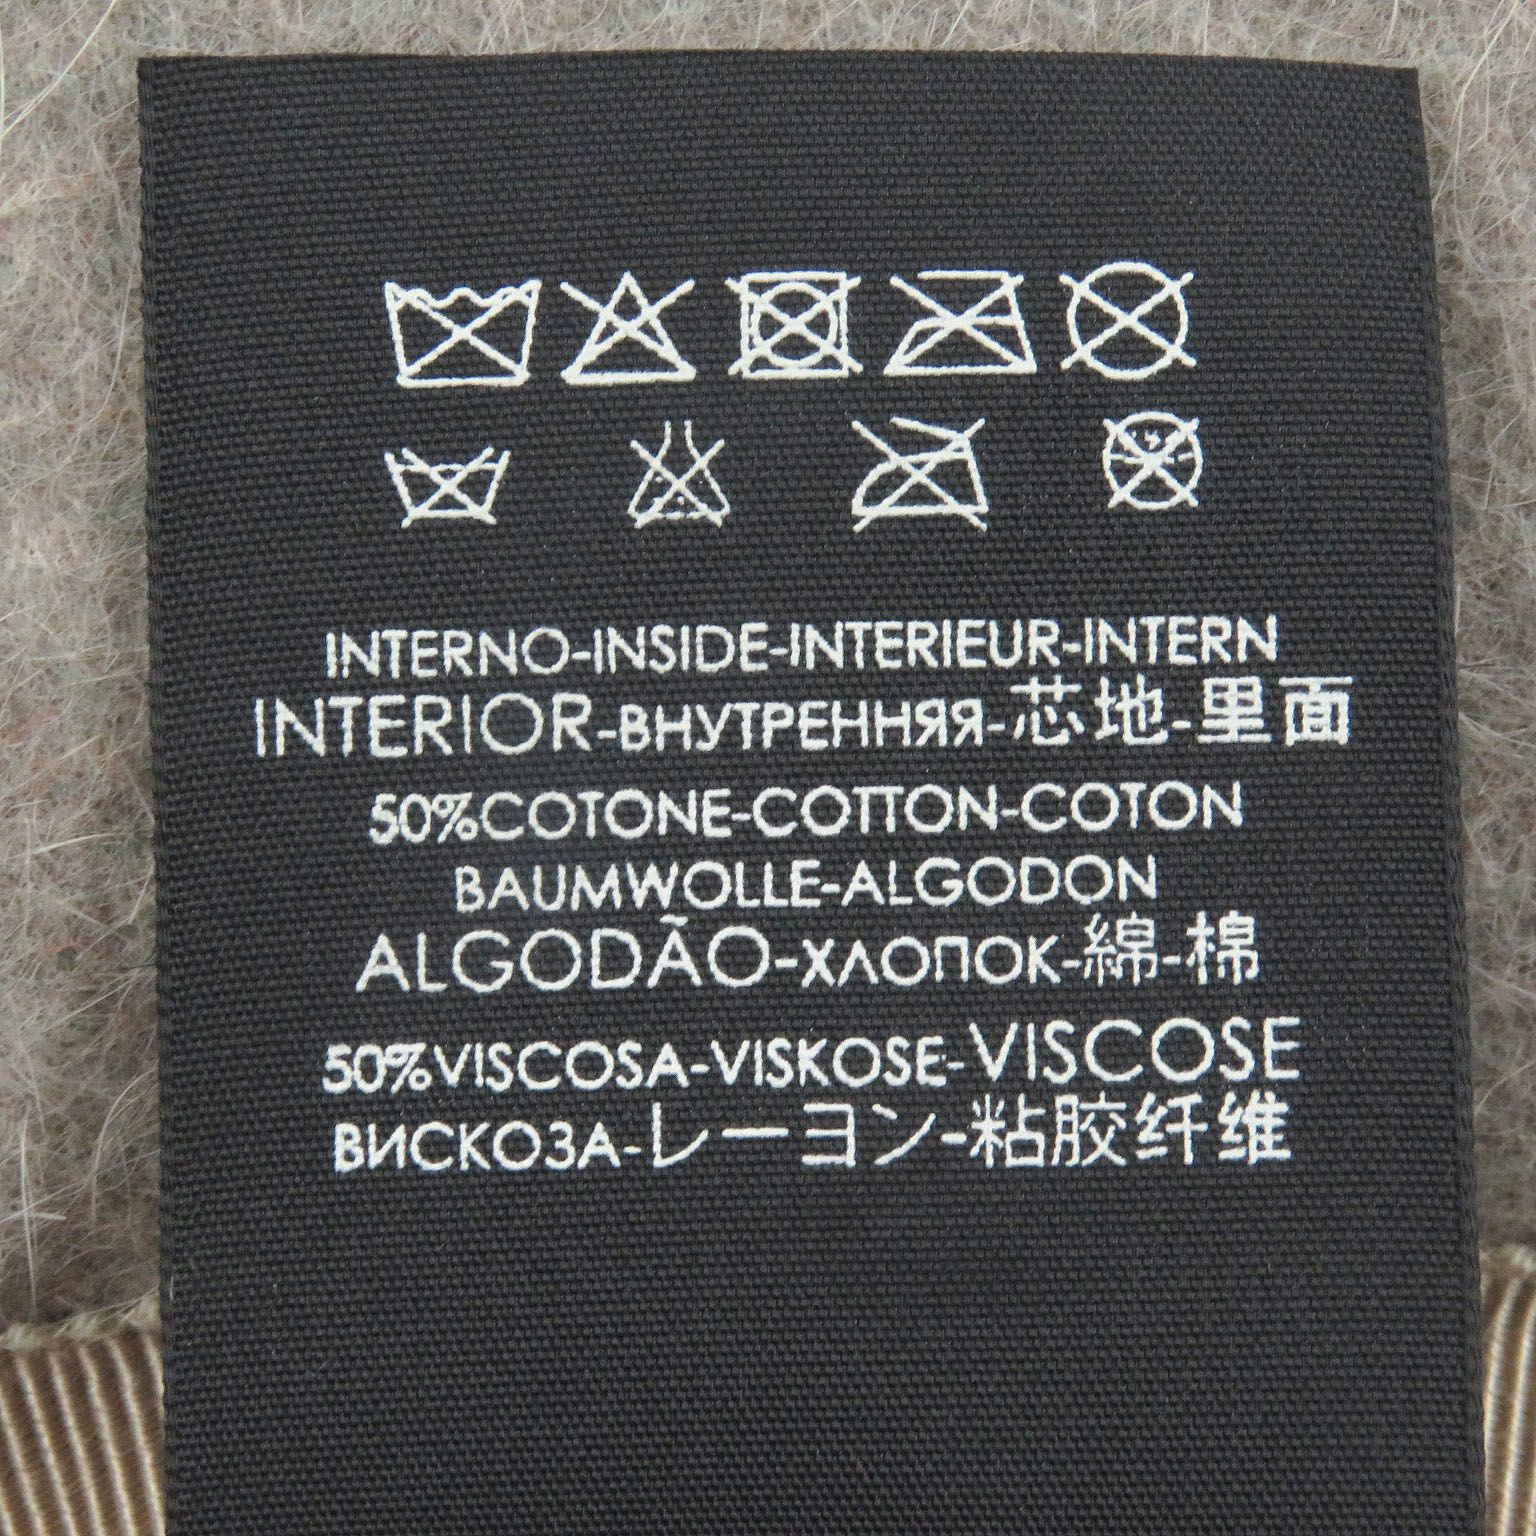 INTERNO-INSIDE-INTERIEUR-INTERN
INTERIOR-ВНУТРЕННЯЯ-芯地-里面
50%COTONE-COTTON-COTON
BAUMWOLLE-ALGODON
ALGODÃO-ХЛОПОК-綿-棉
50%VISCOSA-VISKOSE-VISCOSE
ВИСКОЗА-レーヨン-粘胶纤维